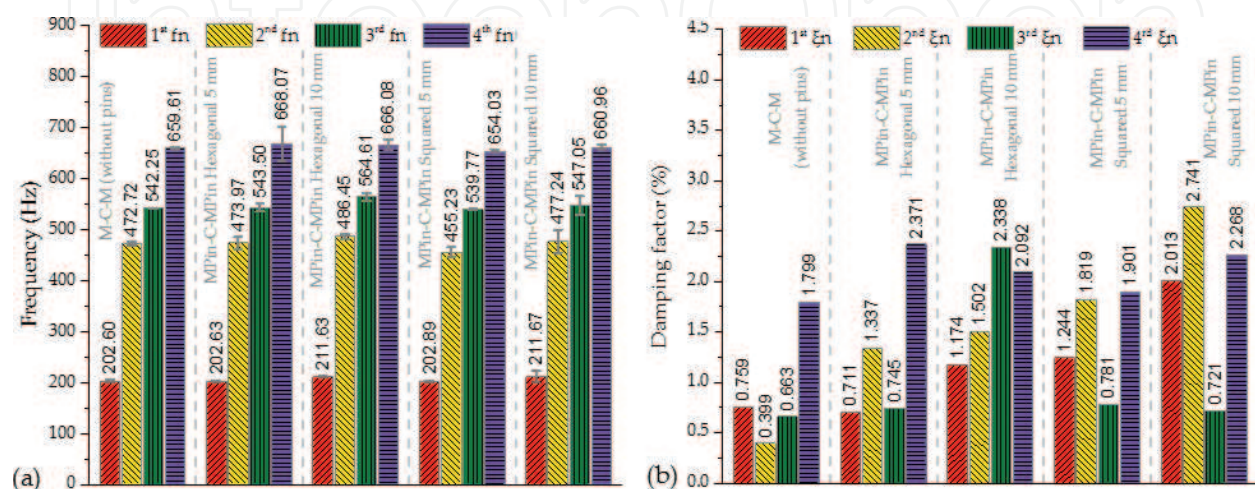 1st fn 2nd fn 3rd fn 4th fn
Frequency (Hz)
900
800
700
600
500
400
300
200
100
0
M-C-M (without pins)
MPin-C-MPin Hexagonal 5 mm
MPin-C-MPin Hexagonal 10 mm
MPin-C-MPin Squared 5 mm
MPin-C-MPin Squared 10 mm
202.60 472.72 542.25 659.61
202.63 473.97 543.50 668.07
211.63 486.45 564.61 666.08
202.89 455.23 539.77 654.03
211.67 477.24 547.05 660.96
(a)
1st ξn 2nd ξn 3rd ξn 4rd ξn
Damping factor (%)
4.5
4.0
3.5
3.0
2.5
2.0
1.5
1.0
0.5
0.0
M-C-M
(without pins)
MPin-C-MPin
Hexagonal 5 mm
MPin-C-MPin
Hexagonal 10 mm
MPin-C-MPin
Squared 5 mm
MPin-C-MPin
Squared 10 mm
0.759 0.399 0.663 1.799
0.711 1.337 0.745 2.371
1.174 1.502 2.338 2.092
1.244 1.819 0.781 1.901
2.013 2.741 0.721 2.268
(b)